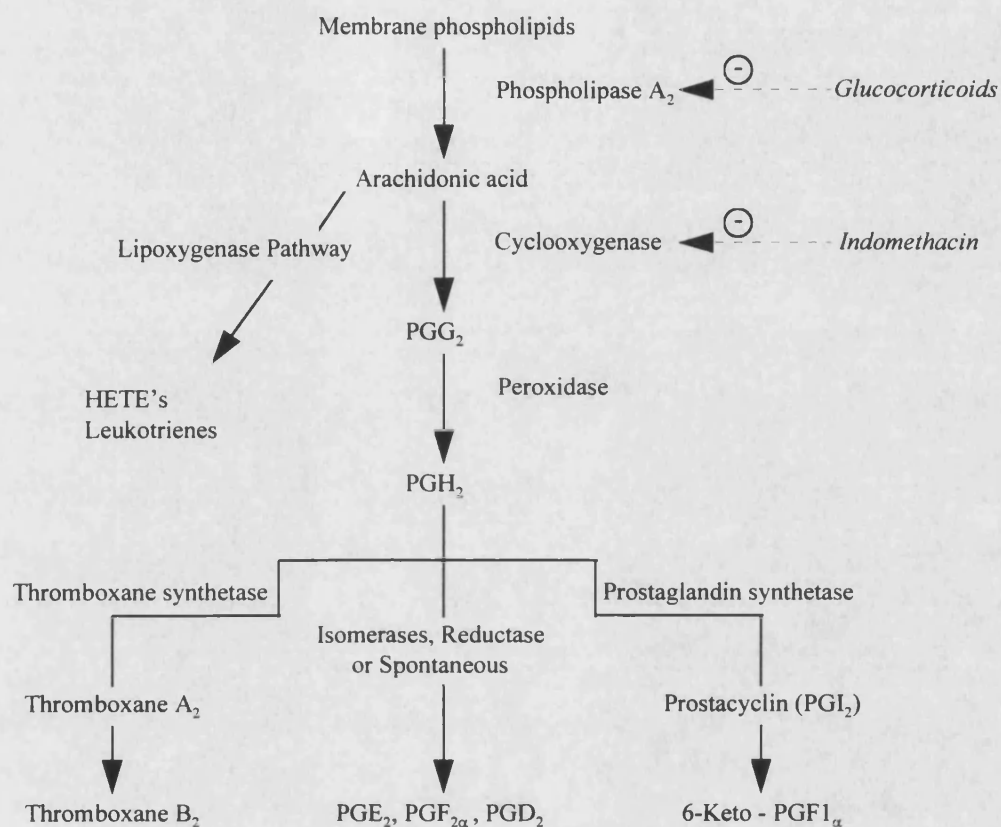 Membrane phospholipids
Phospholipase A₂
(-)
Glucocorticoids
Arachidonic acid
Lipoxygenase Pathway
Cyclooxygenase
(-)
Indomethacin
PGG₂
Peroxidase
HETE's
Leukotrienes
PGH₂
Thromboxane synthetase
Prostaglandin synthetase
Isomerases, Reductase
or Spontaneous
Thromboxane A₂
Prostacyclin (PGI₂)
Thromboxane B₂
PGE₂, PGF₂α, PGD₂
6-Keto - PGF1α